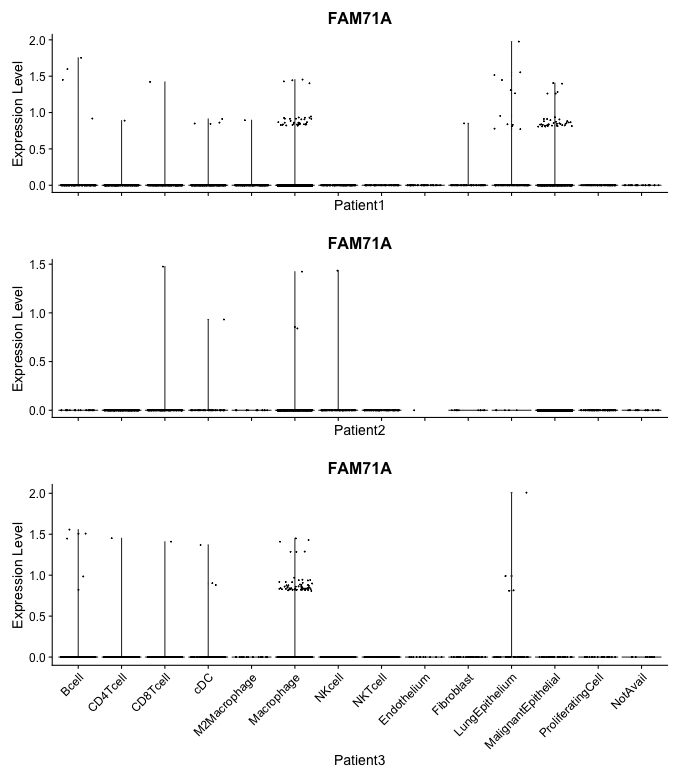 FAM71A
Expression Level
2.0
1.5
1.0
0.5
0.0
Patient1
FAM71A
Expression Level
1.5
1.0
0.5
0.0
Patient2
FAM71A
Expression Level
2.0
1.5
1.0
0.5
0.0
Bcell
CD4Tcell
CD8Tcell
cDC
M2Macrophage
Macrophage
NKcell
NKTcell
Endothelium
Fibroblast
LungEpithelium
MalignantEpithelial
ProliferatingCell
NotAvail
Patient3